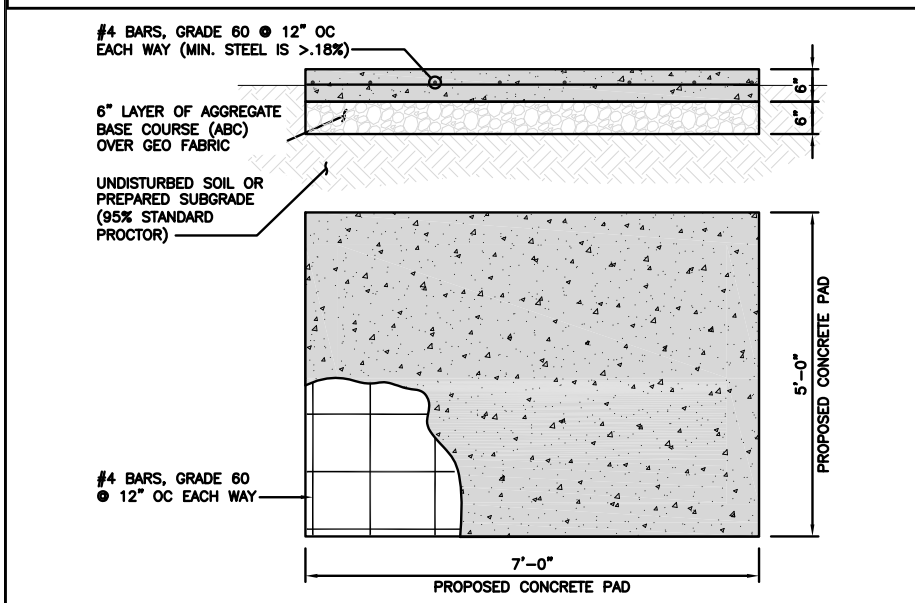 #4 BARS, GRADE 60 @ 12" OC
EACH WAY (MIN. STEEL IS >.18%)
6"
6"
6" LAYER OF AGGREGATE
BASE COURSE (ABC)
OVER GEO FABRIC
UNDISTURBED SOIL OR
PREPARED SUBGRADE
(95% STANDARD
PROCTOR)
5'-0"
PROPOSED CONCRETE PAD
#4 BARS, GRADE 60
@ 12" OC EACH WAY
7'-0"
PROPOSED CONCRETE PAD